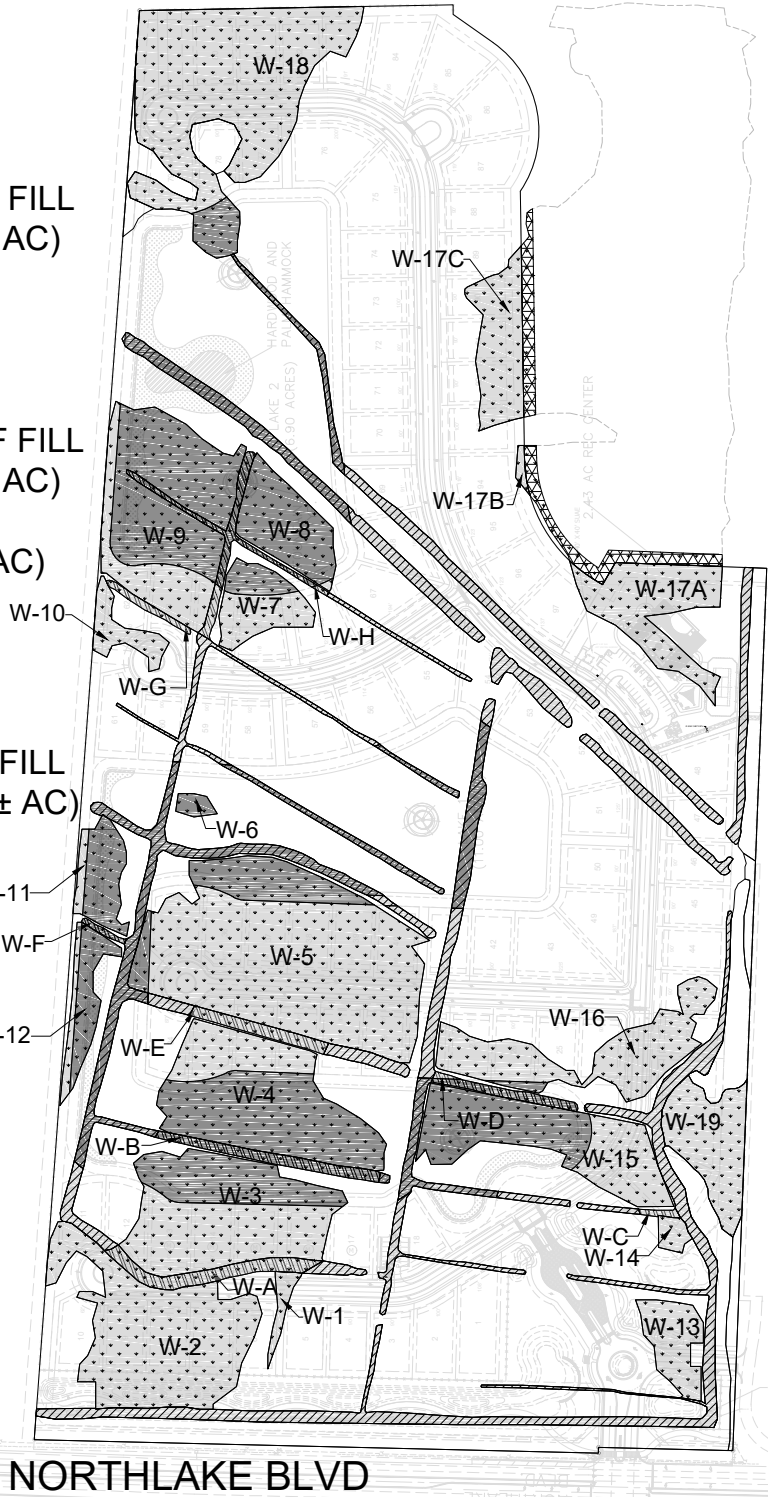 W-18
FILL
AC)
W-17C
HARDWOOD AND
PALM HAMMOCK
LAKE 2
FILL
AC)
2.43 AC REC CENTER
W-17B
W-9
W-8
AC)
W-7
W-17A
W-10
W-H
W-G
FILL
± AC)
W-6
-11
W-F
W-5
W-16
-12
W-E
W-4
W-D
W-19
W-B
W-15
W-3
W-C
W-14
W-A
W-1
W-13
W-2
NORTHLAKE BLVD